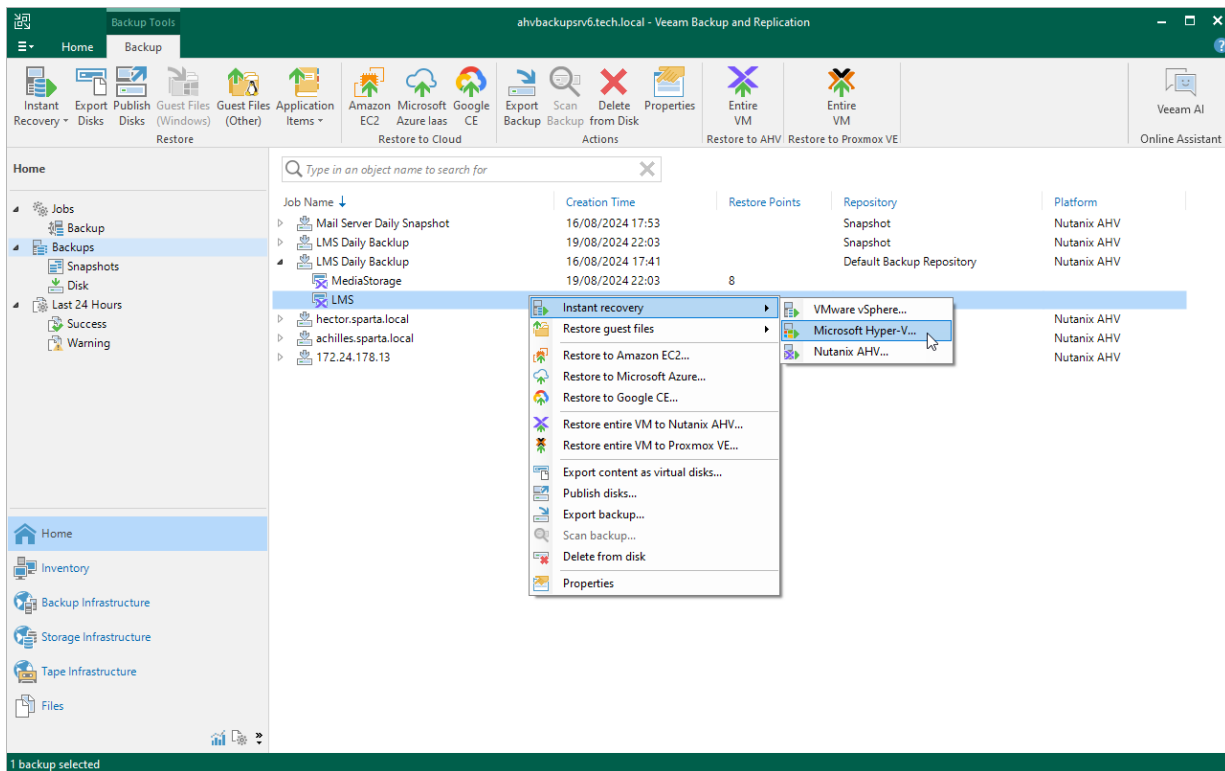 Backup Tools
ahvbackupsrv6.tech.local - Veeam Backup and Replication
Home Backup
Instant Recovery
Export Disks
Publish Disks
Guest Files (Windows)
Guest Files (Other)
Application Items
Restore
Amazon EC2
Microsoft Azure Iaas
Google CE
Restore to Cloud
Export Backup
Scan Backup
Delete from Disk
Properties
Actions
Entire VM
Restore to AHV
Entire VM
Restore to Proxmox VE
Veeam AI
Online Assistant
Home
Jobs
Backup
Backups
Snapshots
Disk
Last 24 Hours
Success
Warning
Type in an object name to search for
Job Name Creation Time Restore Points Repository Platform
Mail Server Daily Snapshot 16/08/2024 17:53 Snapshot Nutanix AHV
LMS Daily Backlup 19/08/2024 22:03 Snapshot Nutanix AHV
LMS Daily Backlup 16/08/2024 17:41 Default Backup Repository Nutanix AHV
MediaStorage 19/08/2024 22:03 8
LMS
hector.sparta.local Nutanix AHV
achilles.sparta.local Nutanix AHV
172.24.178.13 Nutanix AHV
Instant recovery
Restore guest files
Restore to Amazon EC2...
Restore to Microsoft Azure...
Restore to Google CE...
Restore entire VM to Nutanix AHV...
Restore entire VM to Proxmox VE...
Export content as virtual disks...
Publish disks...
Export backup...
Scan backup...
Delete from disk
Properties
VMware vSphere...
Microsoft Hyper-V...
Nutanix AHV...
Home
Inventory
Backup Infrastructure
Storage Infrastructure
Tape Infrastructure
Files
1 backup selected